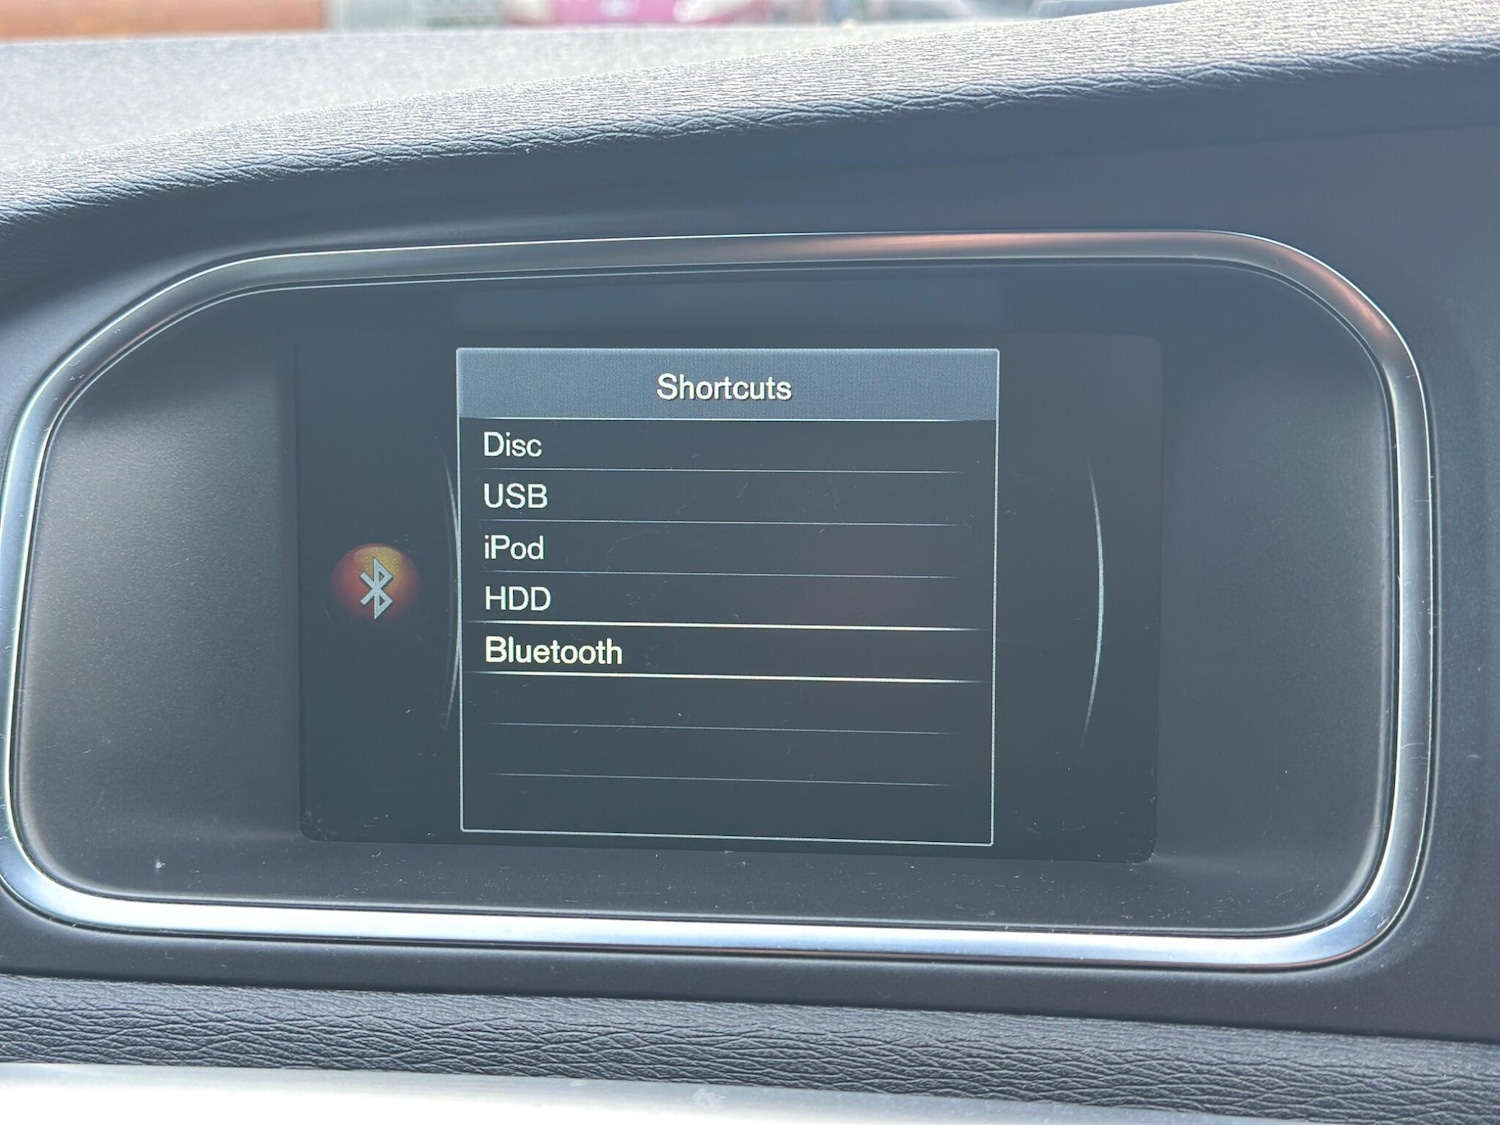 Shortcuts
Disc
USB
iPod
HDD
Bluetooth